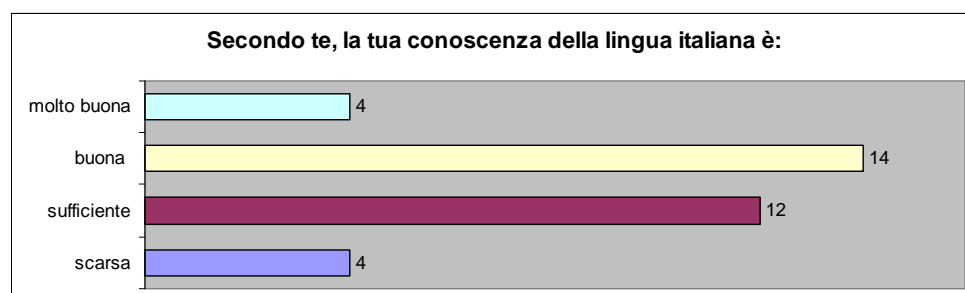 Secondo te, la tua conoscenza della lingua italiana è:
molto buona 4
buona 14
sufficiente 12
scarsa 4